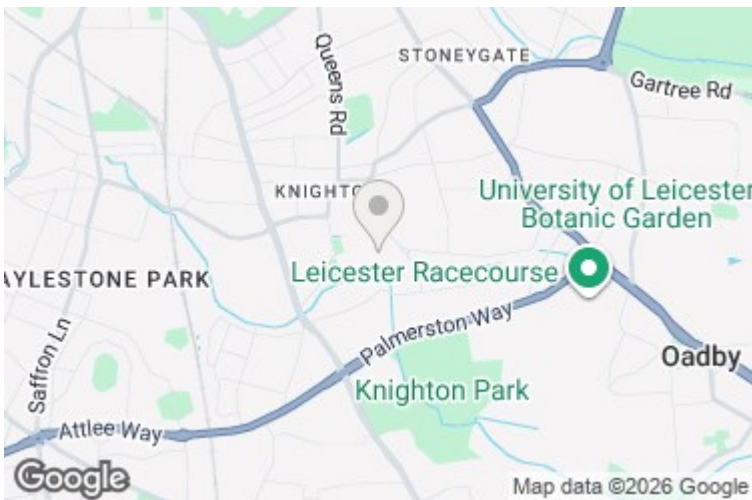 STONEYGATE
Queens Rd
Gartree Rd
KNIGHTO
University of Leicester
Botanic Garden
Leicester Racecourse
AYLESTONE PARK
Saffron Ln
Palmerston Way
Oadby
Knighton Park
Attlee Way
Google
Map data ©2026 Google